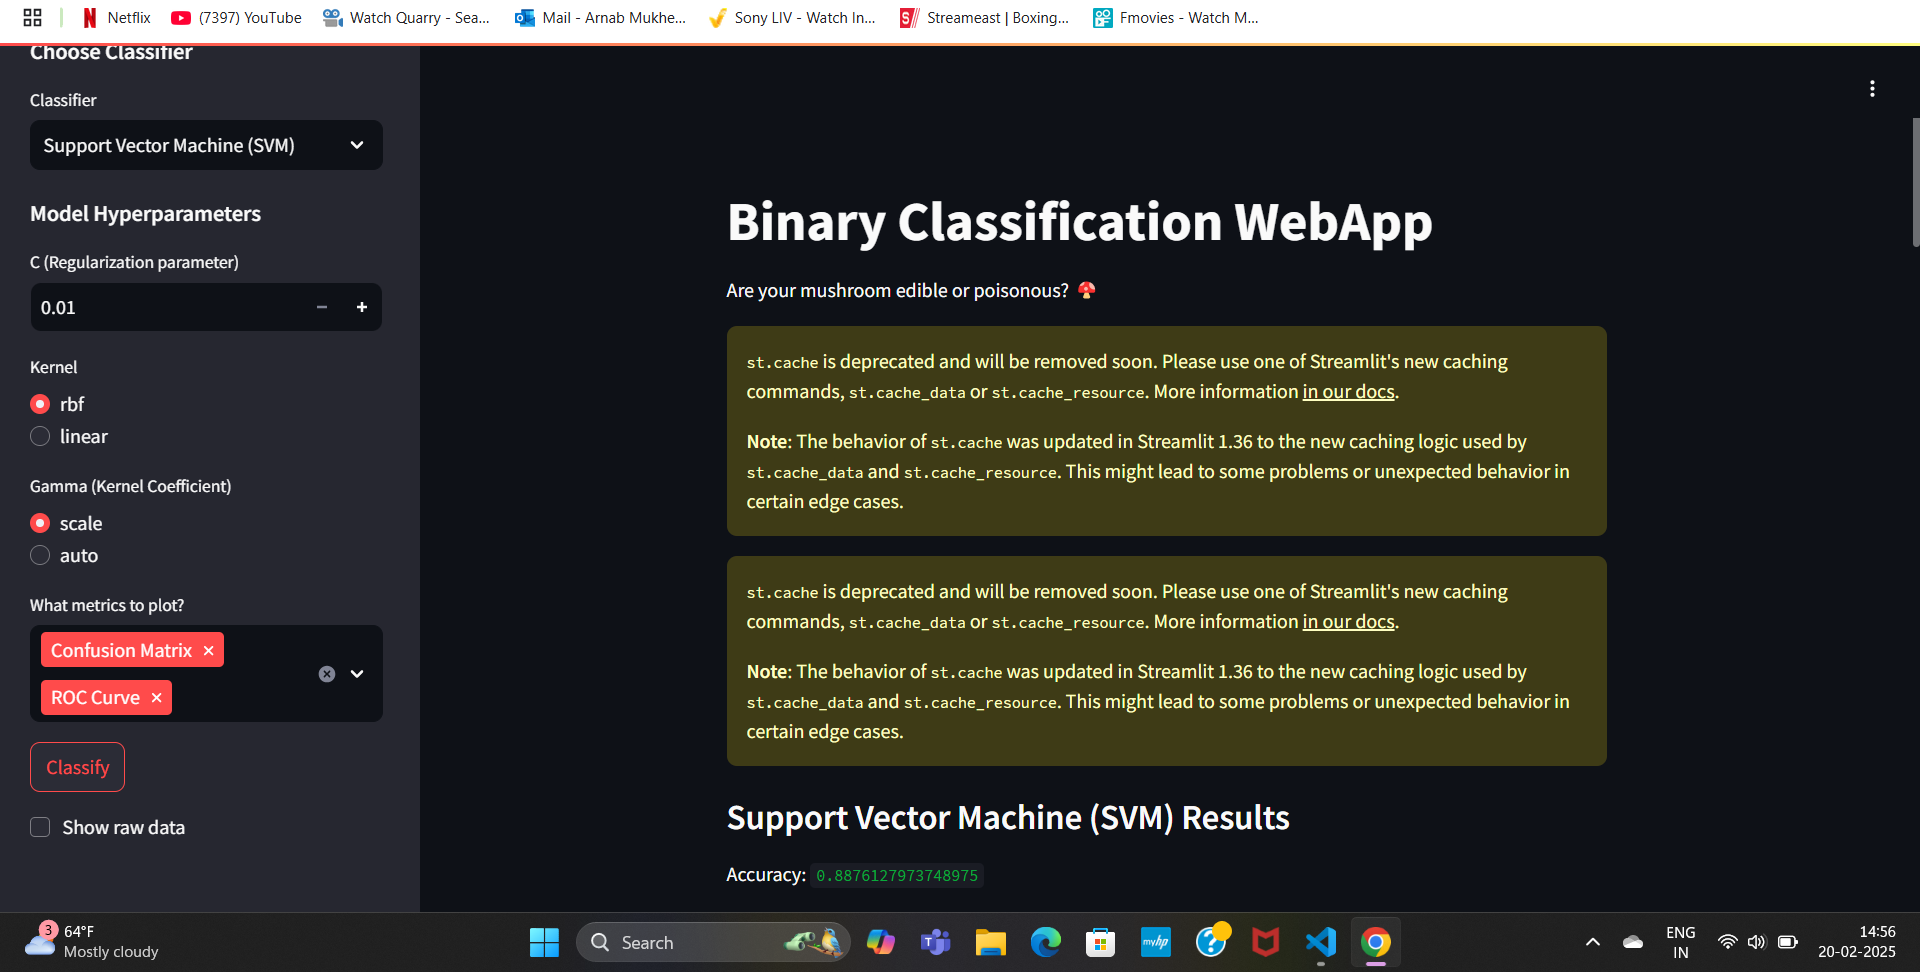 Netflix
(7397) YouTube
Watch Quarry - Sea...
Mail - Arnab Mukhe...
Sony LIV - Watch In...
Streameast | Boxing...
Fmovies - Watch M...
Choose Classifier
Classifier
Support Vector Machine (SVM)
Model Hyperparameters
C (Regularization parameter)
0.01
Kernel
rbf
linear
Gamma (Kernel Coefficient)
scale
auto
What metrics to plot?
Confusion Matrix
ROC Curve
Classify
Show raw data
Binary Classification WebApp
Are your mushroom edible or poisonous? 🍄
st.cache is deprecated and will be removed soon. Please use one of Streamlit's new caching
commands, st.cache_data or st.cache_resource. More information in our docs.
Note: The behavior of st.cache was updated in Streamlit 1.36 to the new caching logic used by
st.cache_data and st.cache_resource. This might lead to some problems or unexpected behavior in
certain edge cases.
st.cache is deprecated and will be removed soon. Please use one of Streamlit's new caching
commands, st.cache_data or st.cache_resource. More information in our docs.
Note: The behavior of st.cache was updated in Streamlit 1.36 to the new caching logic used by
st.cache_data and st.cache_resource. This might lead to some problems or unexpected behavior in
certain edge cases.
Support Vector Machine (SVM) Results
Accuracy: 0.8876127973748975
3
64°F
Mostly cloudy
Search
myhp
ENG
IN
14:56
20-02-2025